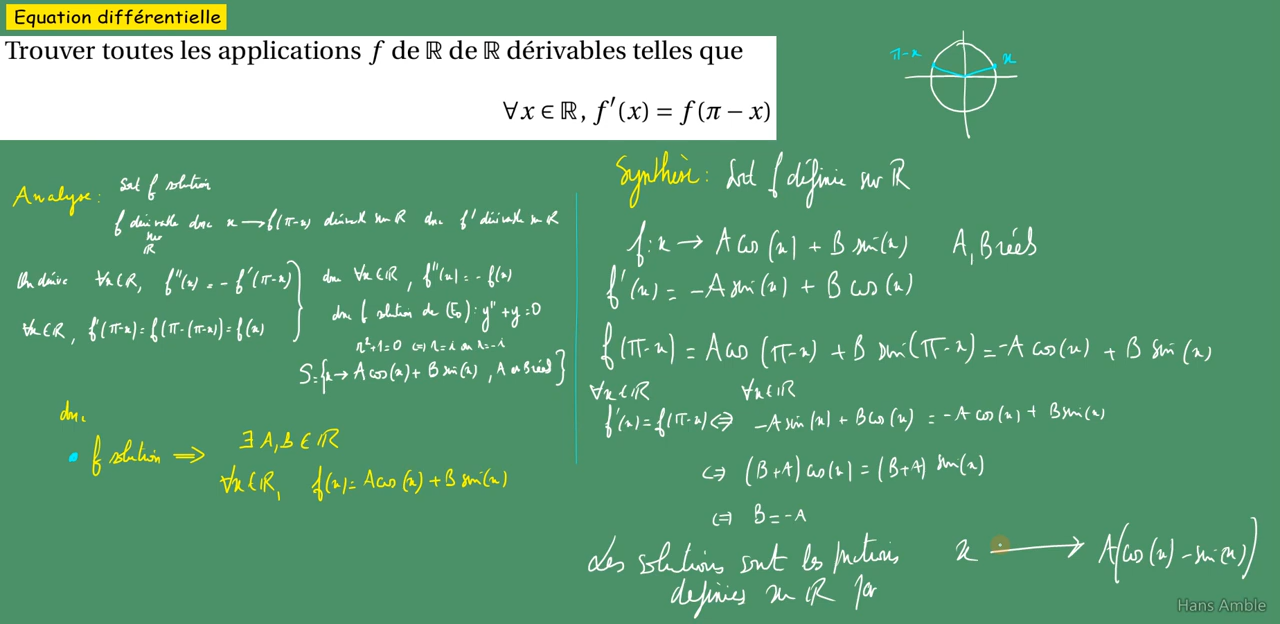 Equation différentielle
Trouver toutes les applications f de ℝ de ℝ dérivables telles que
∀x ∈ ℝ, f′(x) = f(π − x)
π-x
x
Analyse : Soit f solution
f dérivable sur ℝ donc x → f(π-x) dérivable sur ℝ donc f' dérivable sur ℝ
On dérive ∀x∈ℝ, f''(x) = - f'(π-x)
∀x∈ℝ, f'(π-x) = f(π-(π-x)) = f(x)
donc ∀x∈ℝ, f''(x) = - f(x)
donc f solution de (E₀) : y'' + y = 0
r²+1=0 ⇔ r=i ou r=-i
S = {x → A cos(x) + B sin(x), A et B réels}
donc
• f solution ⟹ ∃ A, B ∈ ℝ
∀x∈ℝ, f(x) = A cos(x) + B sin(x)
Synthèse : Soit f définie sur ℝ
f : x → A cos(x) + B sin(x) A, B réels
f'(x) = -A sin(x) + B cos(x)
f(π-x) = A cos(π-x) + B sin(π-x) = -A cos(x) + B sin(x)
∀x∈ℝ ∀x∈ℝ
f'(x) = f(π-x) ⇔ -A sin(x) + B cos(x) = -A cos(x) + B sin(x)
⇔ (B+A) cos(x) = (B+A) sin(x)
⇔ B = -A
Les solutions sont les fonctions x ⟶ A(cos(x) - sin(x))
définies sur ℝ par
Hans Amble